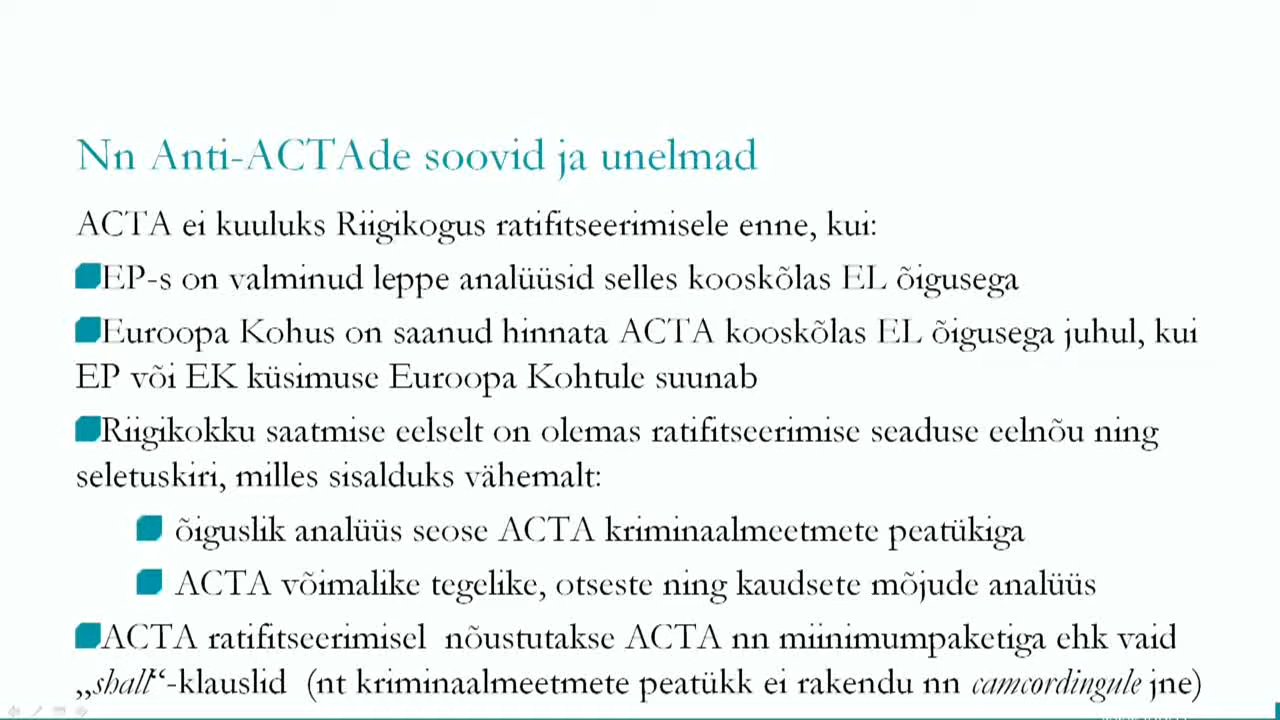 Nn Anti-ACTAde soovid ja unelmad
ACTA ei kuuluks Riigikogus ratifitseerimisele enne, kui:
EP-s on valminud leppe analüüsid selles kooskõlas EL õigusega
Euroopa Kohus on saanud hinnata ACTA kooskõlas EL õigusega juhul, kui
EP või EK küsimuse Euroopa Kohtule suunab
Riigikokku saatmise eelselt on olemas ratifitseerimise seaduse eelnõu ning
seletuskiri, milles sisalduks vähemalt:
õiguslik analüüs seose ACTA kriminaalmeetmete peatükiga
ACTA võimalike tegelike, otseste ning kaudsete mõjude analüüs
ACTA ratifitseerimisel nõustutakse ACTA nn miinimumpaketiga ehk vaid
„shall“-klauslid (nt kriminaalmeetmete peatükk ei rakendu nn camcordingule jne)